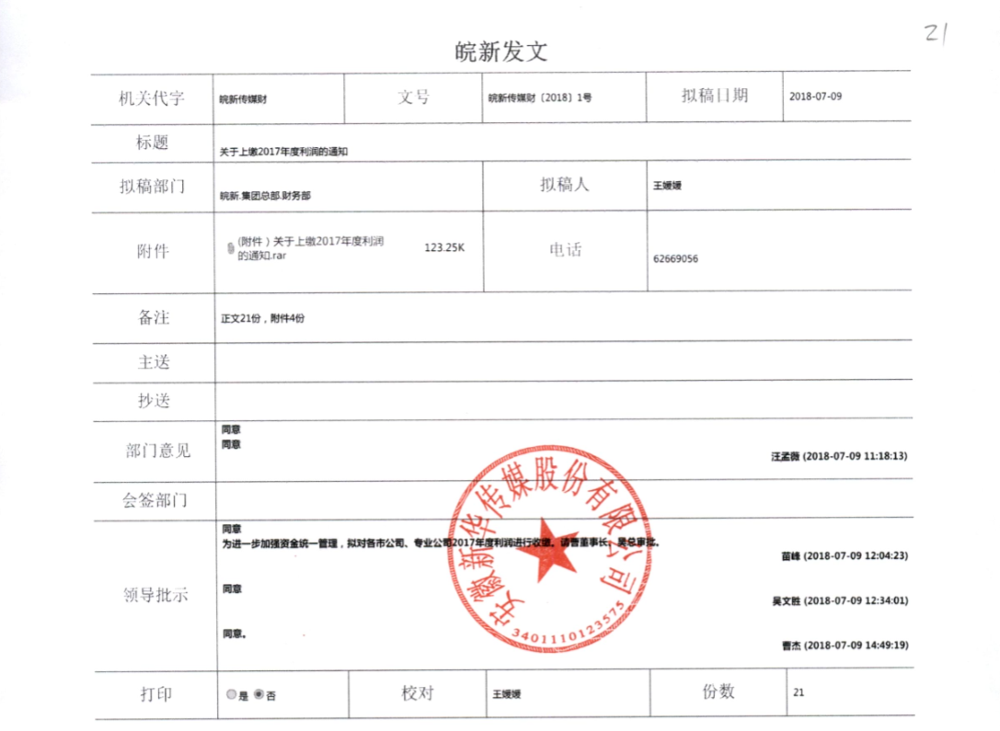 21
皖新发文
机关代字 皖新传媒财 文号 皖新传媒财〔2018〕1号 拟稿日期 2018-07-09
标题 关于上缴2017年度利润的通知
拟稿部门 皖新.集团总部.财务部 拟稿人 王媛媛
附件 (附件）关于上缴2017年度利润 123.25K 电话 62669056
的通知.rar
备注 正文21份，附件4份
主送
抄送
部门意见 同意
同意
汪孟薇 (2018-07-09 11:18:13)
会签部门
领导批示 同意
为进一步加强资金统一管理，拟对各市公司、专业公司2017年度利润进行收缴。请曹董事长、吴总审批。
苗峰 (2018-07-09 12:04:23)
同意
吴文胜 (2018-07-09 12:34:01)
同意。
曹杰 (2018-07-09 14:49:19)
安徽新华传媒股份有限公司
3401110123575
打印 是 否 校对 王媛媛 份数 21